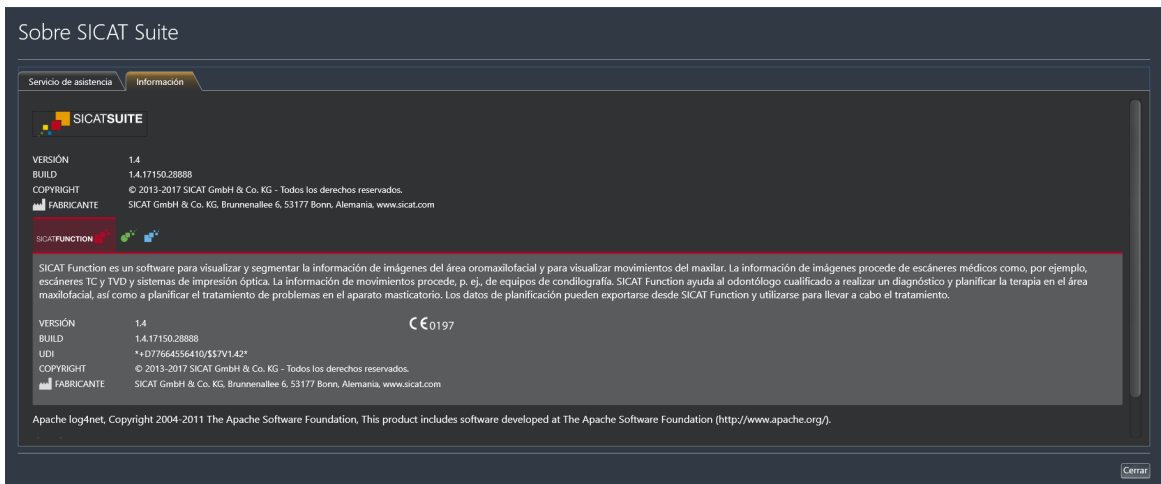 Sobre SICAT Suite
Servicio de asistencia Información
SICATSUITE
VERSIÓN 1.4
BUILD 1.4.17150.28888
COPYRIGHT © 2013-2017 SICAT GmbH & Co. KG - Todos los derechos reservados.
FABRICANTE SICAT GmbH & Co. KG, Brunnenallee 6, 53177 Bonn, Alemania, www.sicat.com
SICATFUNCTION
SICAT Function es un software para visualizar y segmentar la información de imágenes del área oromaxilofacial y para visualizar movimientos del maxilar. La información de imágenes procede de escáneres médicos como, por ejemplo,
escáneres TC y TVD y sistemas de impresión óptica. La información de movimientos procede, p. ej., de equipos de condilografía. SICAT Function ayuda al odontólogo cualificado a realizar un diagnóstico y planificar la terapia en el área
maxilofacial, así como a planificar el tratamiento de problemas en el aparato masticatorio. Los datos de planificación pueden exportarse desde SICAT Function y utilizarse para llevar a cabo el tratamiento.
VERSIÓN 1.4 CE0197
BUILD 1.4.17150.28888
UDI *+D77664556410/$$7V1.42*
COPYRIGHT © 2013-2017 SICAT GmbH & Co. KG - Todos los derechos reservados.
FABRICANTE SICAT GmbH & Co. KG, Brunnenallee 6, 53177 Bonn, Alemania, www.sicat.com
Apache log4net, Copyright 2004-2011 The Apache Software Foundation, This product includes software developed at The Apache Software Foundation (http://www.apache.org/).
Cerrar